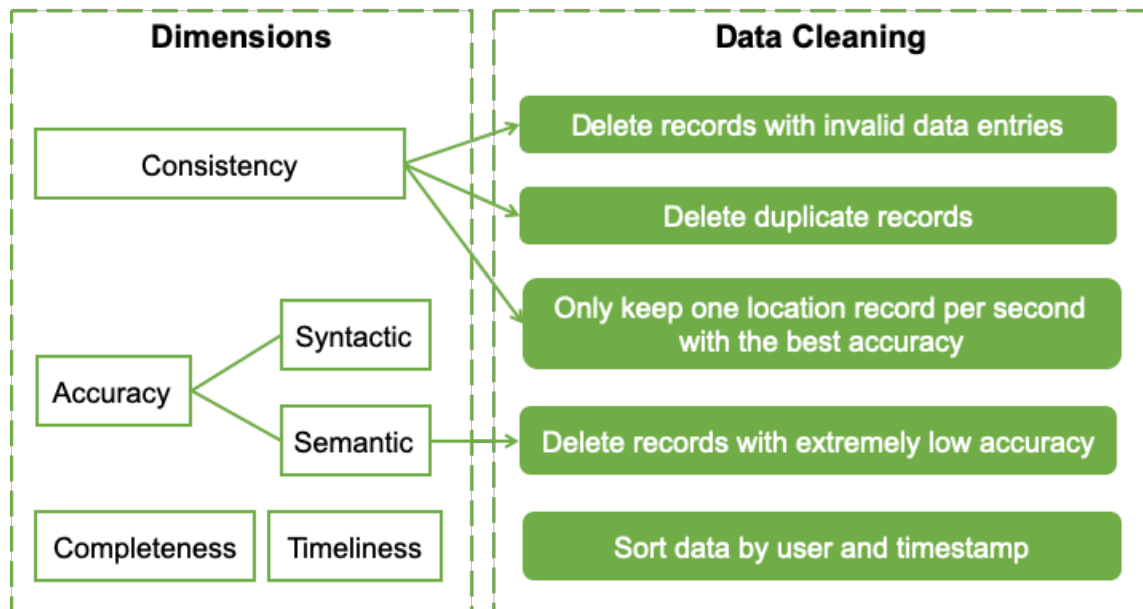 Dimensions
Consistency
Accuracy
Syntactic
Semantic
Completeness
Timeliness
Data Cleaning
Delete records with invalid data entries
Delete duplicate records
Only keep one location record per second
with the best accuracy
Delete records with extremely low accuracy
Sort data by user and timestamp